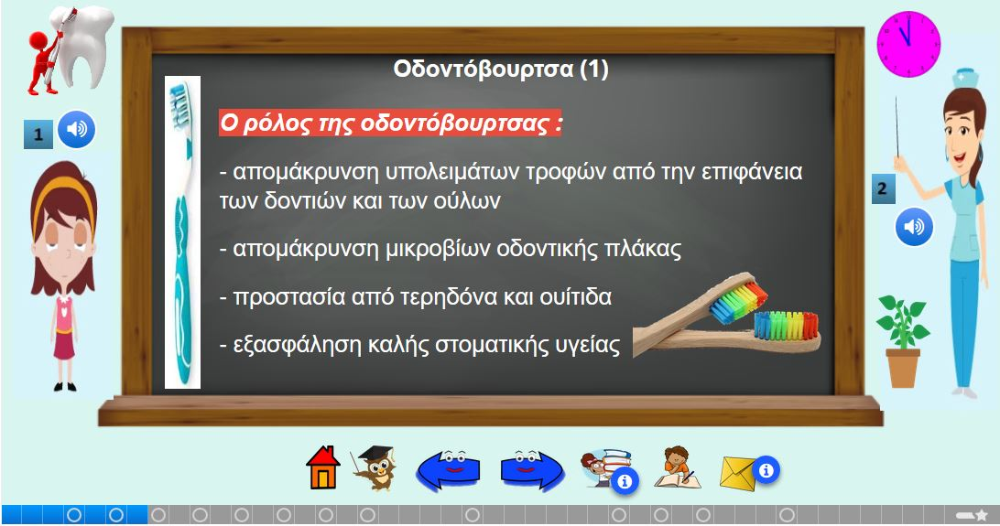 Οδοντόβουρτσα (1)
1
Ο ρόλος της οδοντόβουρτσας :
- απομάκρυνση υπολειμάτων τροφών από την επιφάνεια
των δοντιών και των ούλων
2
- απομάκρυνση μικροβίων οδοντικής πλάκας
- προστασία από τερηδόνα και ουίτιδα
- εξασφάληση καλής στοματικής υγείας